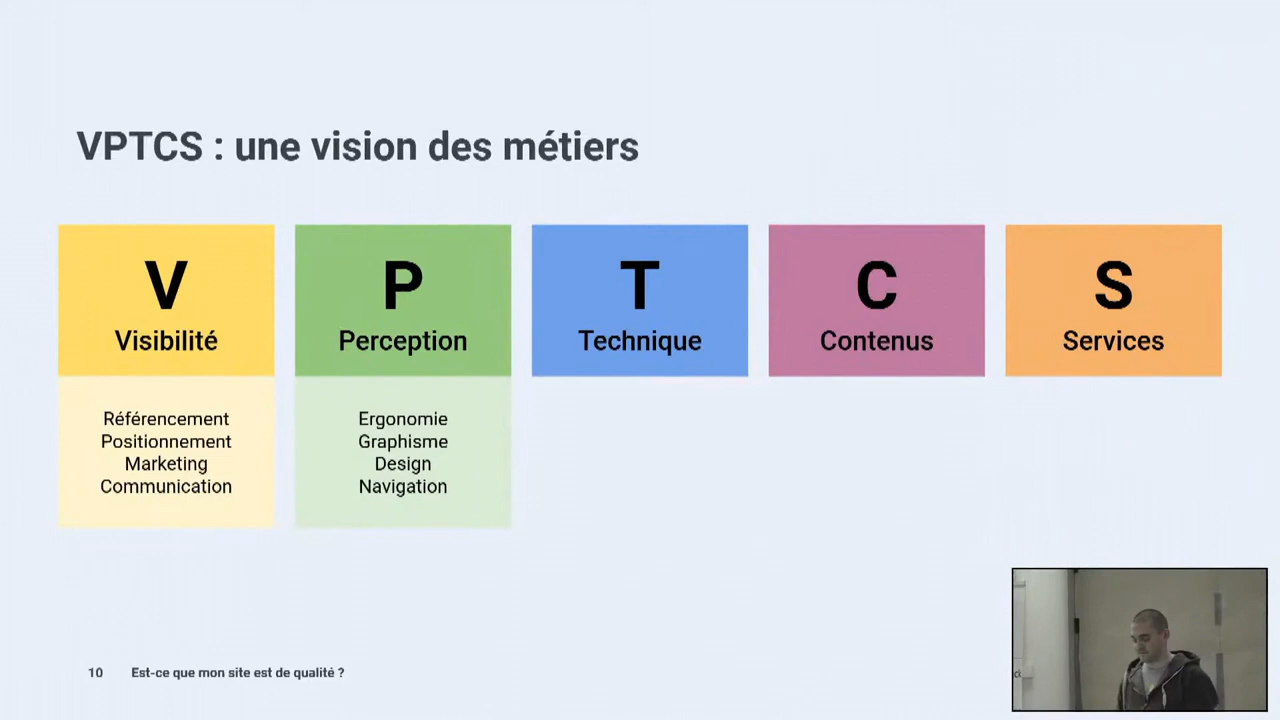 VPTCS : une vision des métiers
V
Visibilité
Référencement
Positionnement
Marketing
Communication
P
Perception
Ergonomie
Graphisme
Design
Navigation
T
Technique
C
Contenus
S
Services
10
Est-ce que mon site est de qualité ?